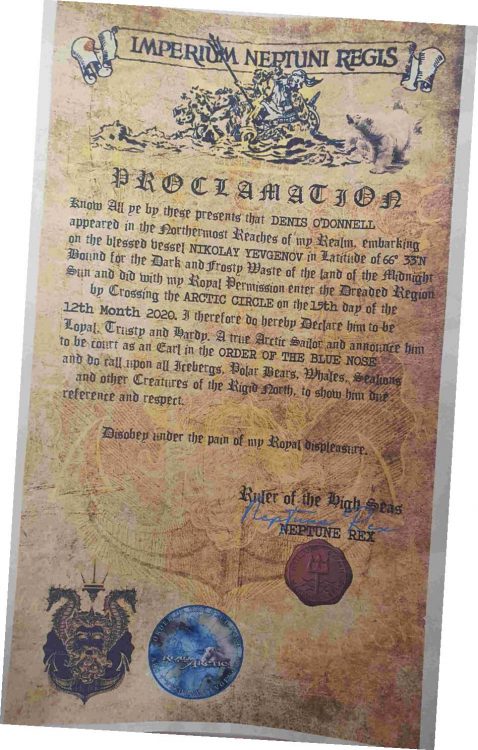 IMPERIUM NEPTUNI REGIS
PROCLAMATION
Know All ye by these presents that DENIS O'DONNELL
appeared in the Northermost Reaches of my Realm, embarking
on the blessed vessel NIKOLAY YEVGENOV in Latitude of 66° 33'N
Bound for the Dark and Frosty Waste of the land of the Midnight
Sun and did with my Royal Permission enter the Dreaded Region
by Crossing the ARCTIC CIRCLE on the 15th day of the
12th Month 2020. I therefore do hereby Declare him to be
Loyal, Trusty and Hardy. A true Arctic Sailor and announce him
to be court as an Earl in the ORDER OF THE BLUE NOSE
and do call upon all Icebergs, Polar Bears, Whales, Sealions
and other Creatures of the Rigid North, to show him due
reference and respect.
Disobey under the pain of my Royal displeasure.
Ruler of the High Seas
Neptune Rex
NEPTUNE REX
REALM ARCTIC